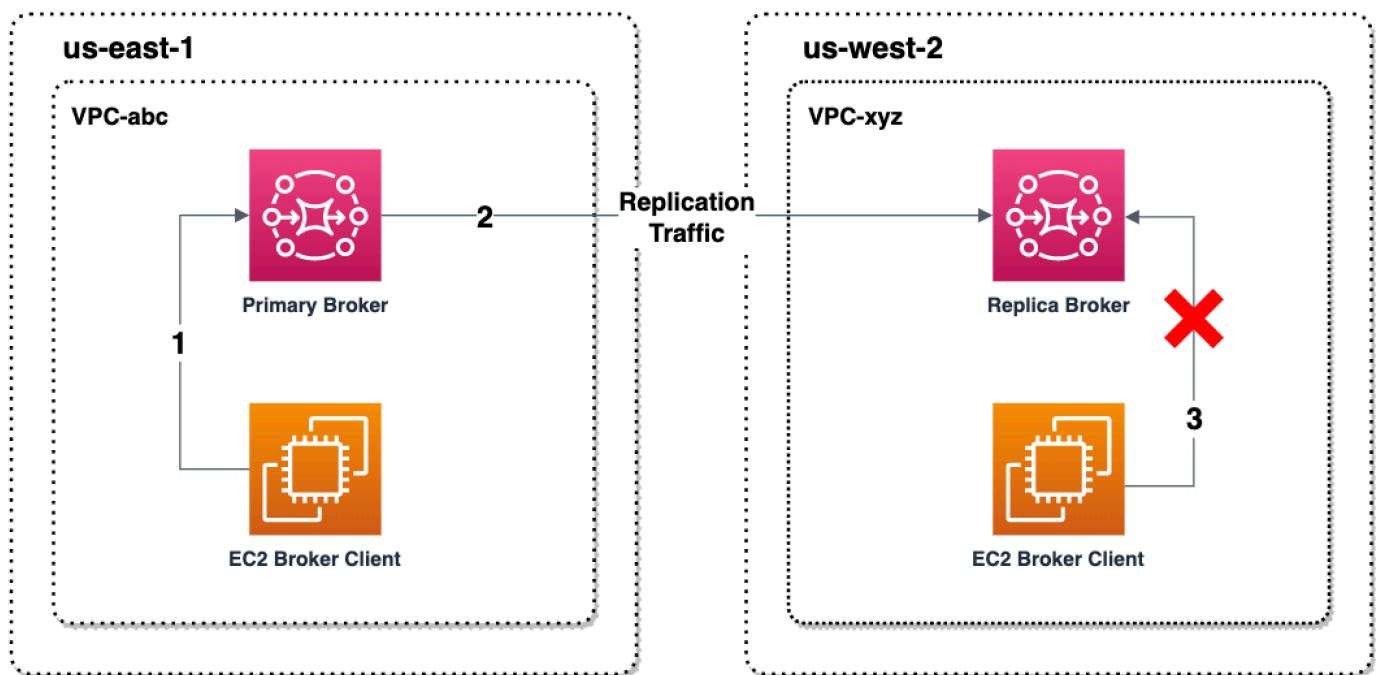 us-east-1
us-west-2
VPC-abc
VPC-xyz
Replication
Traffic
2
Primary Broker
Replica Broker
1
3
EC2 Broker Client
EC2 Broker Client